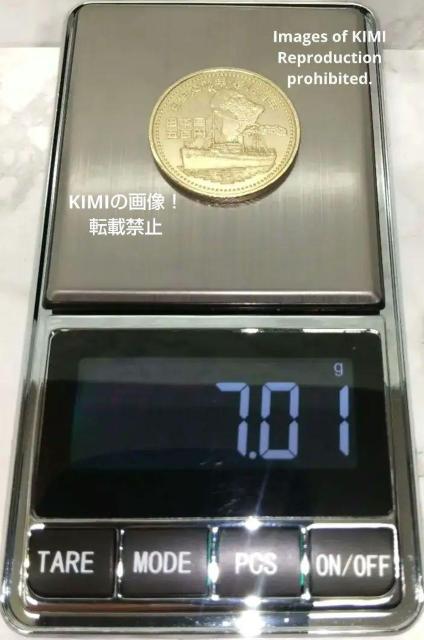 Images of KIMI
Reproduction
prohibited.
KIMIの画像！
転載禁止
g
7.01
TARE
MODE
PCS
ON/OFF